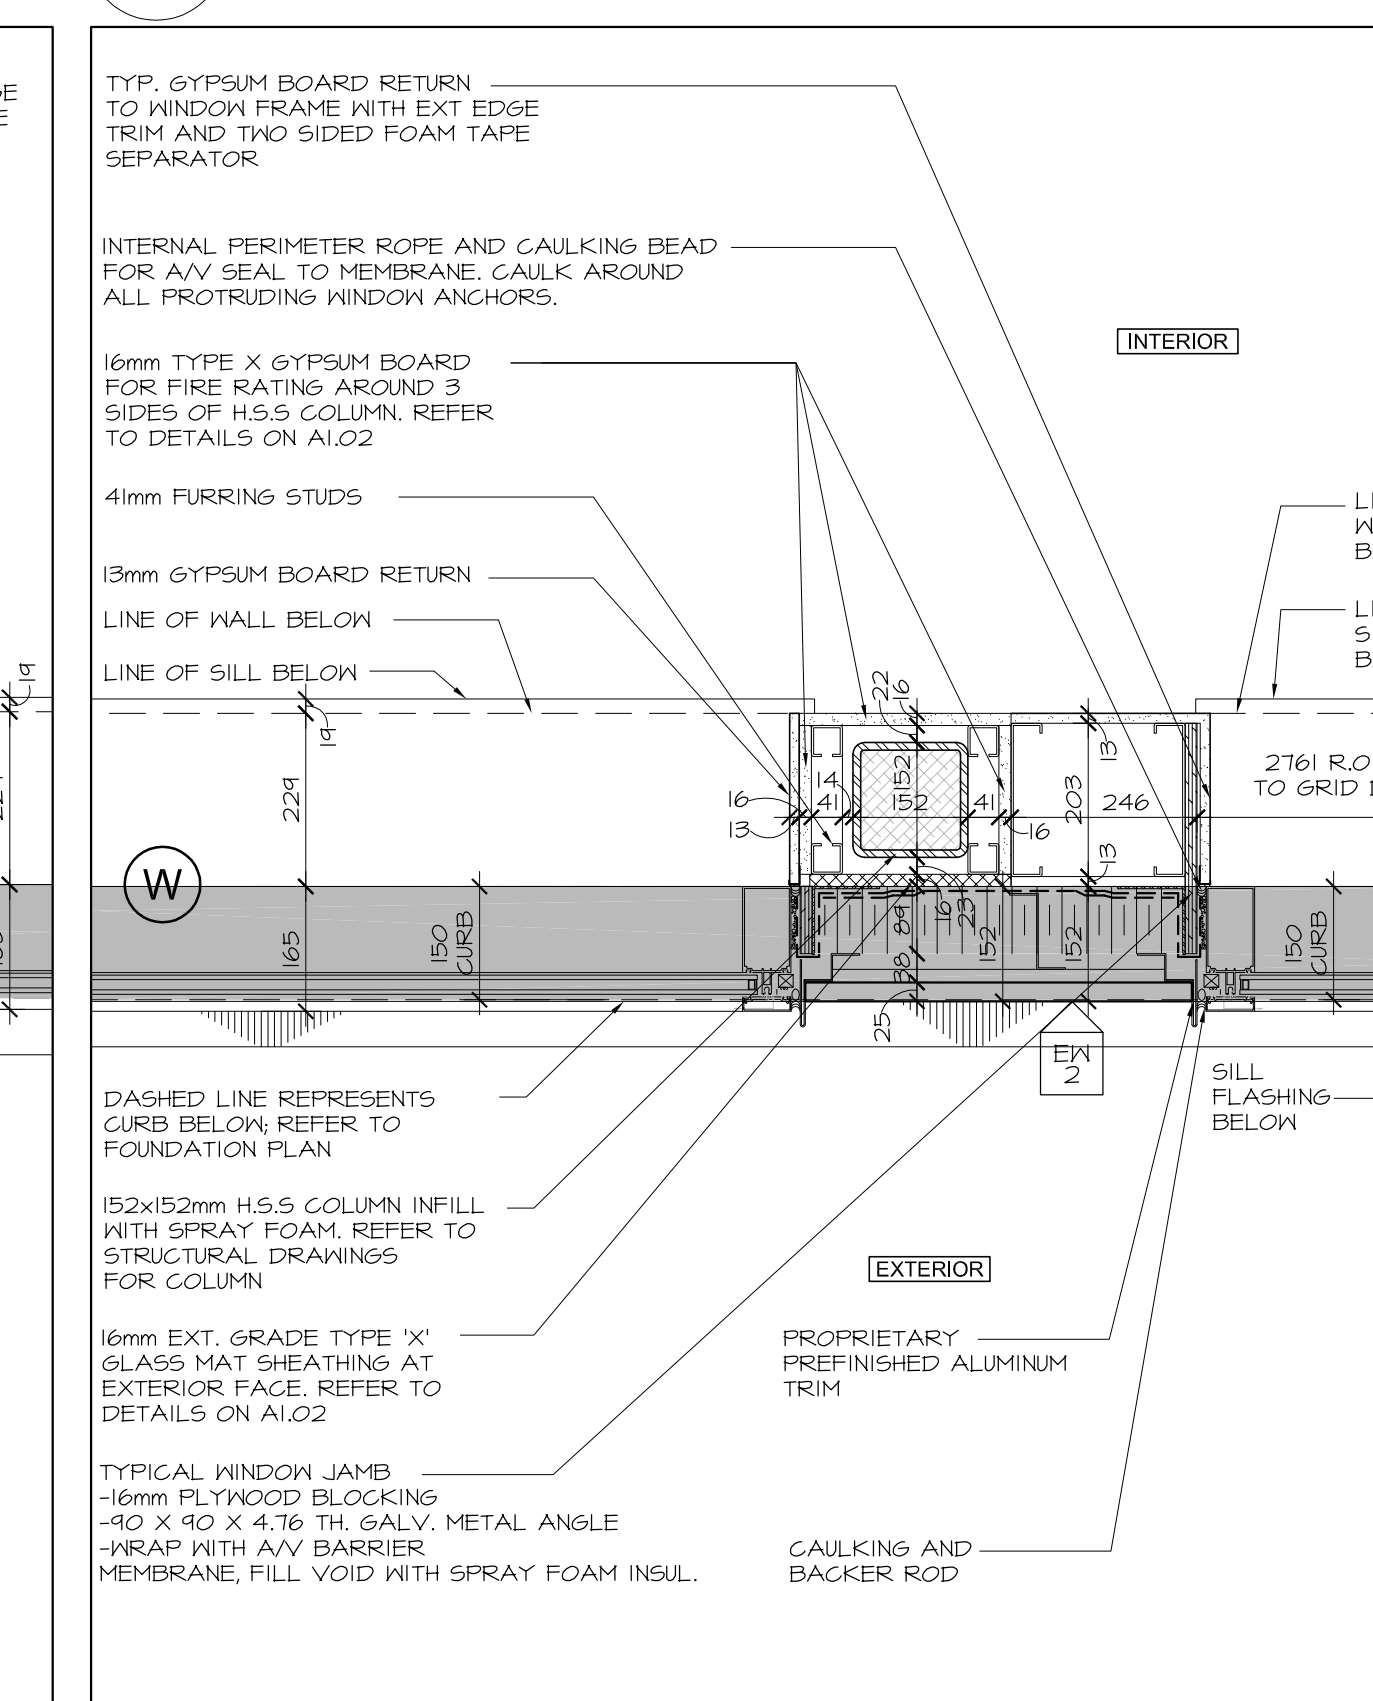 TYP. GYPSUM BOARD RETURN
TO WINDOW FRAME WITH EXT EDGE
TRIM AND TWO SIDED FOAM TAPE
SEPARATOR
INTERNAL PERIMETER ROPE AND CAULKING BEAD
FOR A/V SEAL TO MEMBRANE. CAULK AROUND
ALL PROTRUDING WINDOW ANCHORS.
INTERIOR
16mm TYPE X GYPSUM BOARD
FOR FIRE RATING AROUND 3
SIDES OF H.S.S COLUMN. REFER
TO DETAILS ON A1.02
41mm FURRING STUDS
13mm GYPSUM BOARD RETURN
LINE OF WALL BELOW
LINE OF SILL BELOW
19
19
229
165
150
CURB
W
22
16
152
14
41
152
41
16
13
16
13
203
246
13
2761 R.O
TO GRID
16
23
89
38
25
152
152
150
CURB
EW
2
SILL
FLASHING
BELOW
DASHED LINE REPRESENTS
CURB BELOW; REFER TO
FOUNDATION PLAN
152x152mm H.S.S COLUMN INFILL
WITH SPRAY FOAM. REFER TO
STRUCTURAL DRAWINGS
FOR COLUMN
EXTERIOR
16mm EXT. GRADE TYPE 'X'
GLASS MAT SHEATHING AT
EXTERIOR FACE. REFER TO
DETAILS ON A1.02
PROPRIETARY
PREFINISHED ALUMINUM
TRIM
TYPICAL WINDOW JAMB
-16mm PLYWOOD BLOCKING
-90 X 90 X 4.76 TH. GALV. METAL ANGLE
-WRAP WITH A/V BARRIER
MEMBRANE, FILL VOID WITH SPRAY FOAM INSUL.
CAULKING AND
BACKER ROD